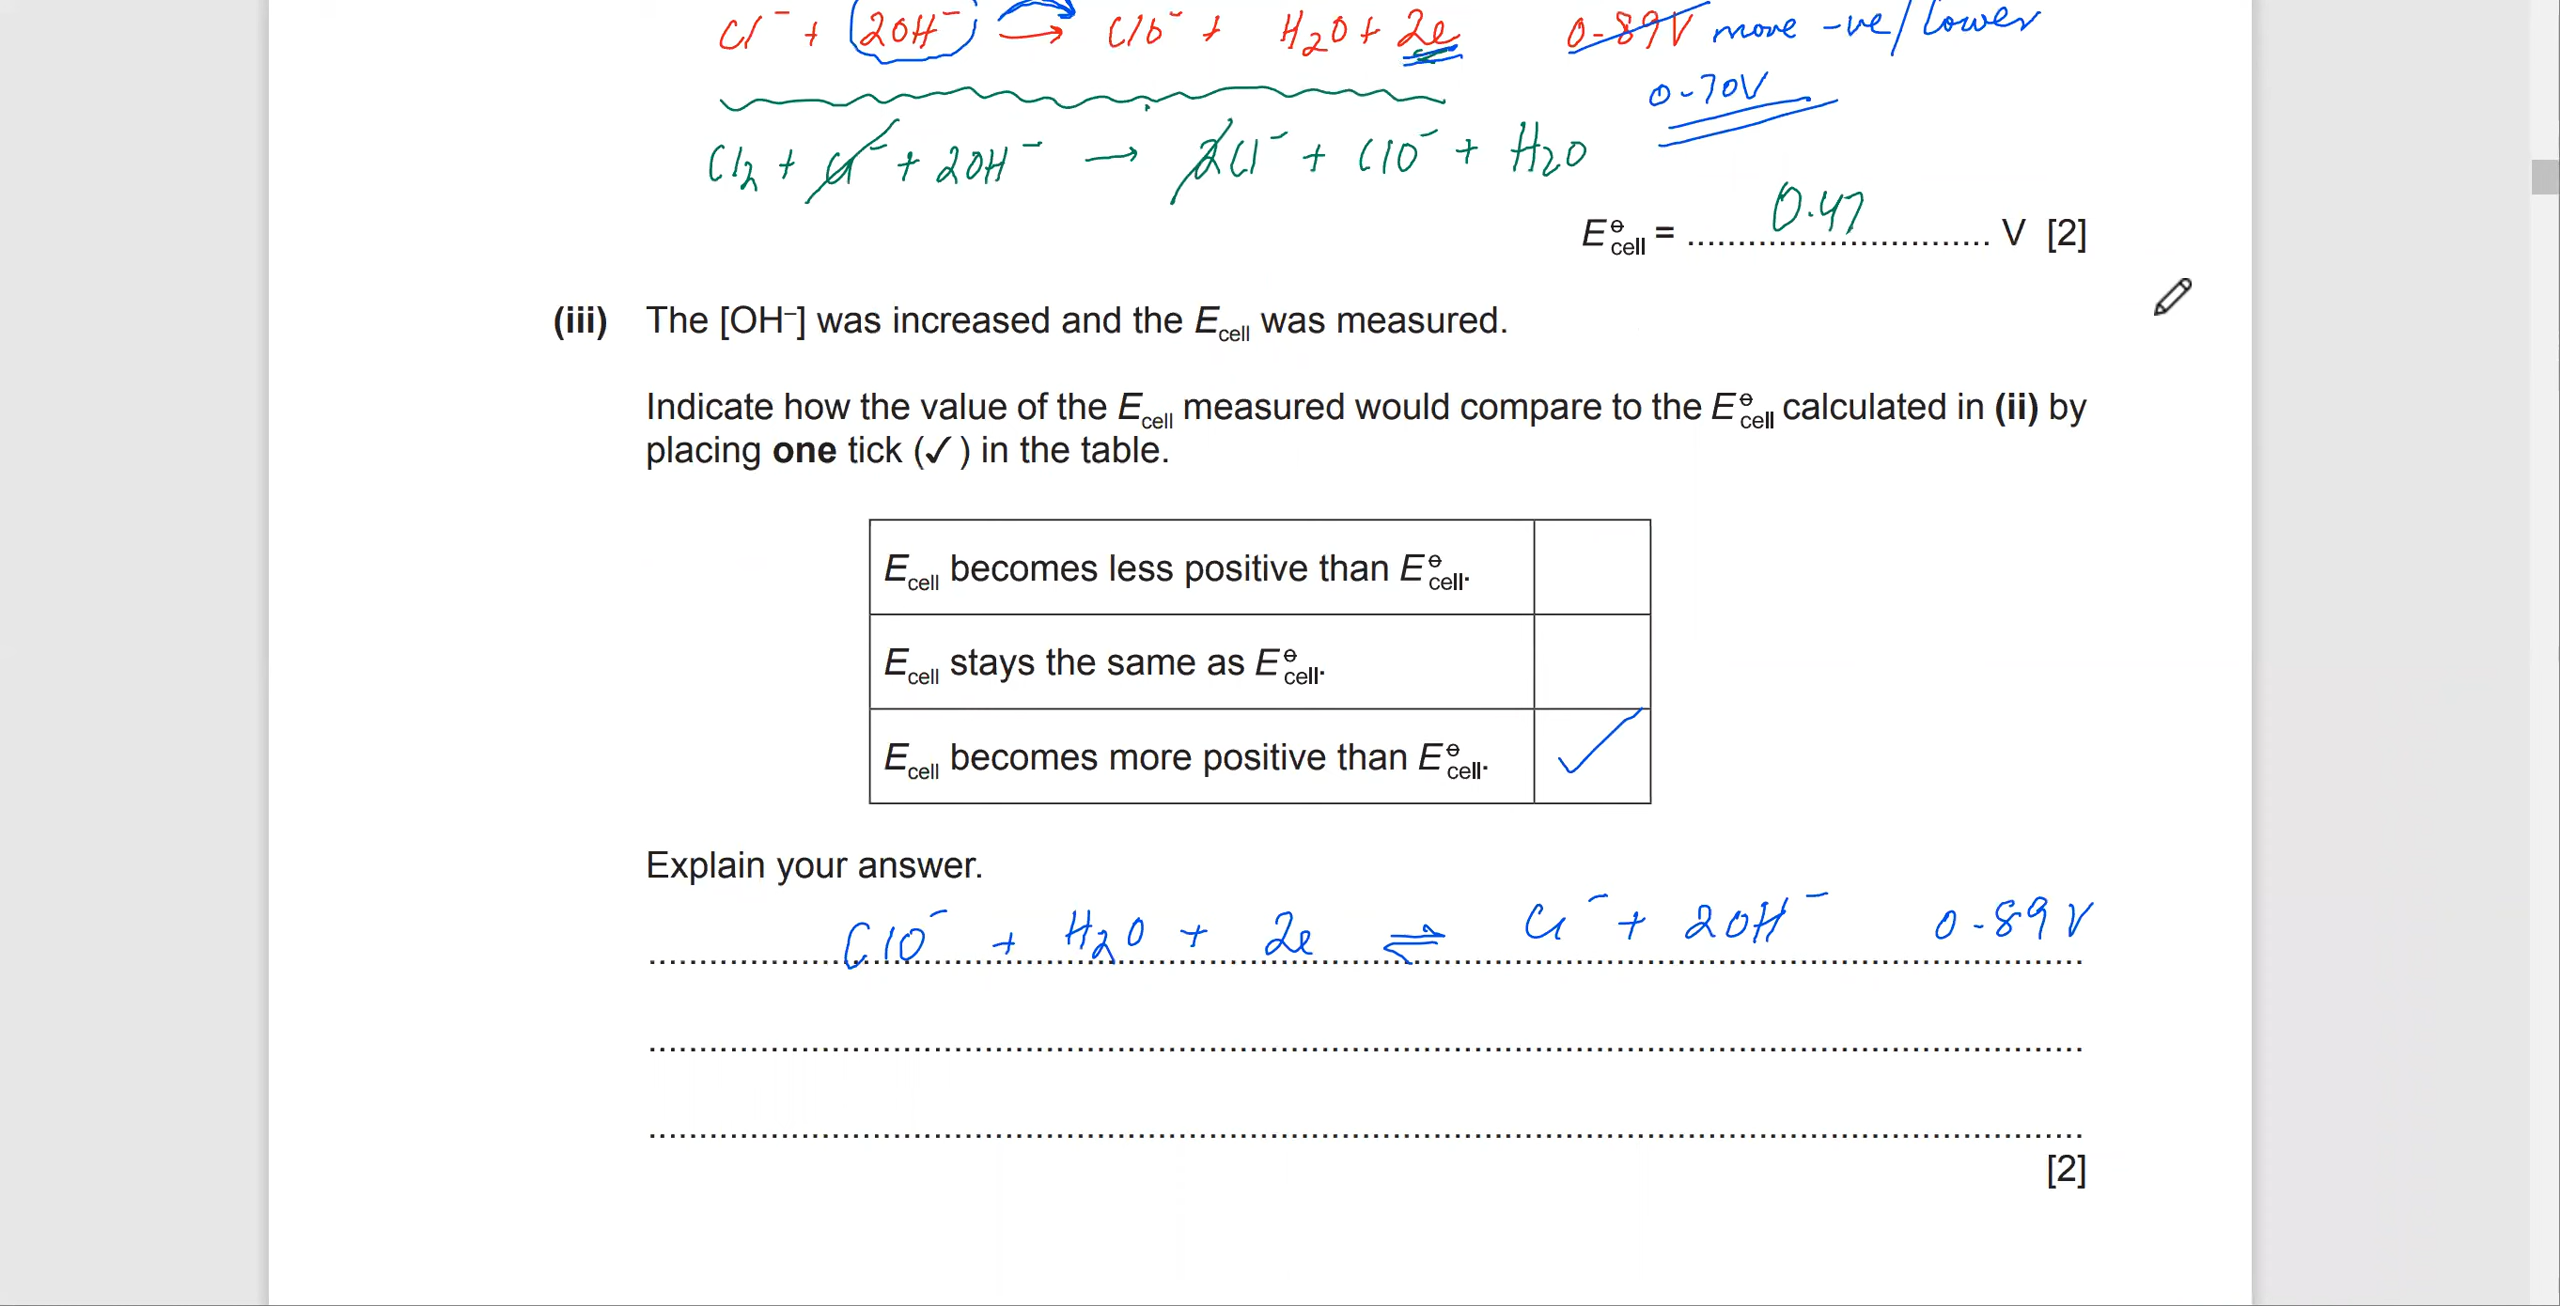 Cl⁻ + 2OH⁻ → ClO⁻ + H2O + 2e 0.89V move -ve/lower
0.70V
Cl2 + Cl⁻ + 2OH⁻ → 2Cl⁻ + ClO⁻ + H2O
E⦵cell = ........ 0.47 ........ V [2]
(iii) The [OH⁻] was increased and the Ecell was measured.
Indicate how the value of the Ecell measured would compare to the E⦵cell calculated in (ii) by
placing one tick (✓) in the table.
Ecell becomes less positive than E⦵cell.
Ecell stays the same as E⦵cell.
Ecell becomes more positive than E⦵cell. ✓
Explain your answer.
ClO⁻ + H2O + 2e ⇌ Cl⁻ + 2OH⁻ 0.89V
[2]